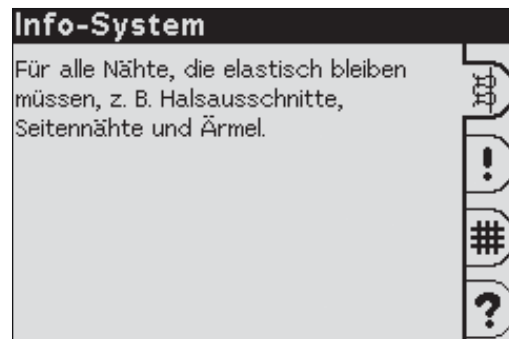 Info-System
Für alle Nähte, die elastisch bleiben
müssen, z. B. Halsausschnitte,
Seitennähte und Ärmel.
!
#
?